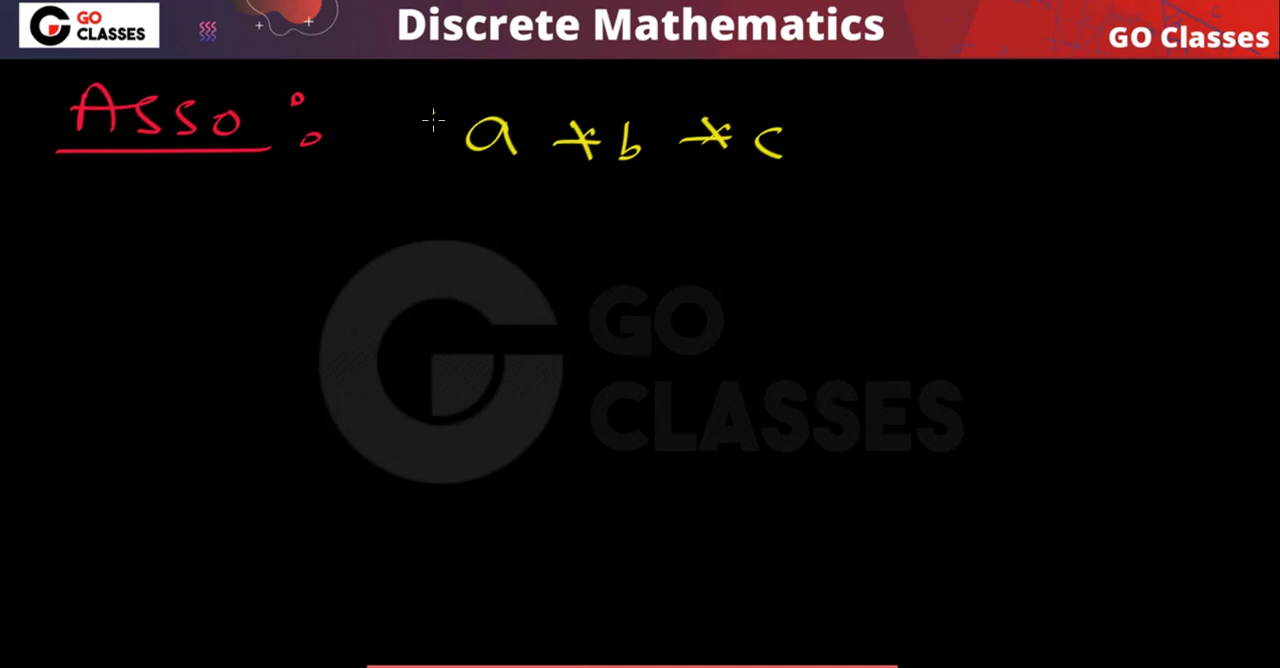 GO
CLASSES
Discrete Mathematics
GO Classes
Asso : a * b * c
GO
CLASSES